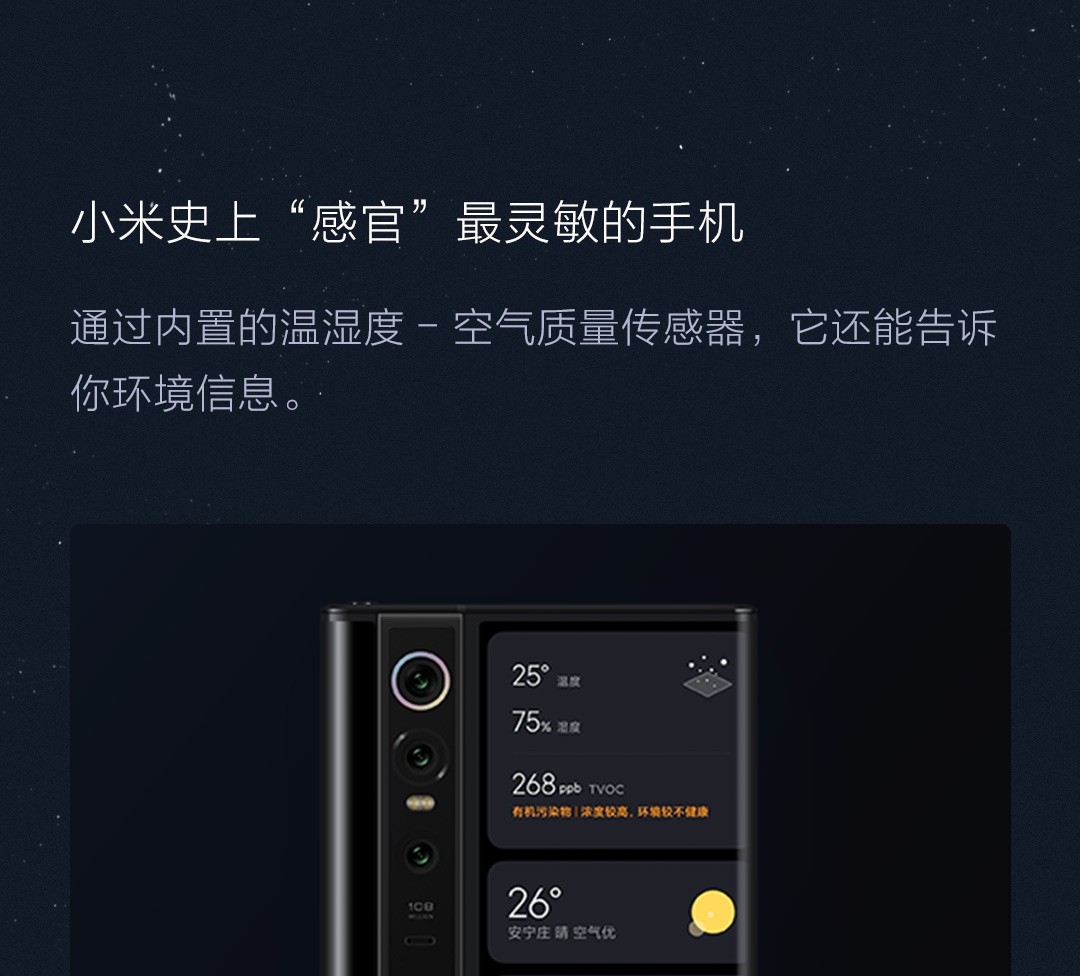 小米史上“感官”最灵敏的手机
通过内置的温湿度 – 空气质量传感器，它还能告诉
你环境信息。
25° 温度
75% 湿度
268 ppb TVOC
有机污染物 | 浓度较高，环境较不健康
26°
安宁庄 晴 空气优
108
MILLION